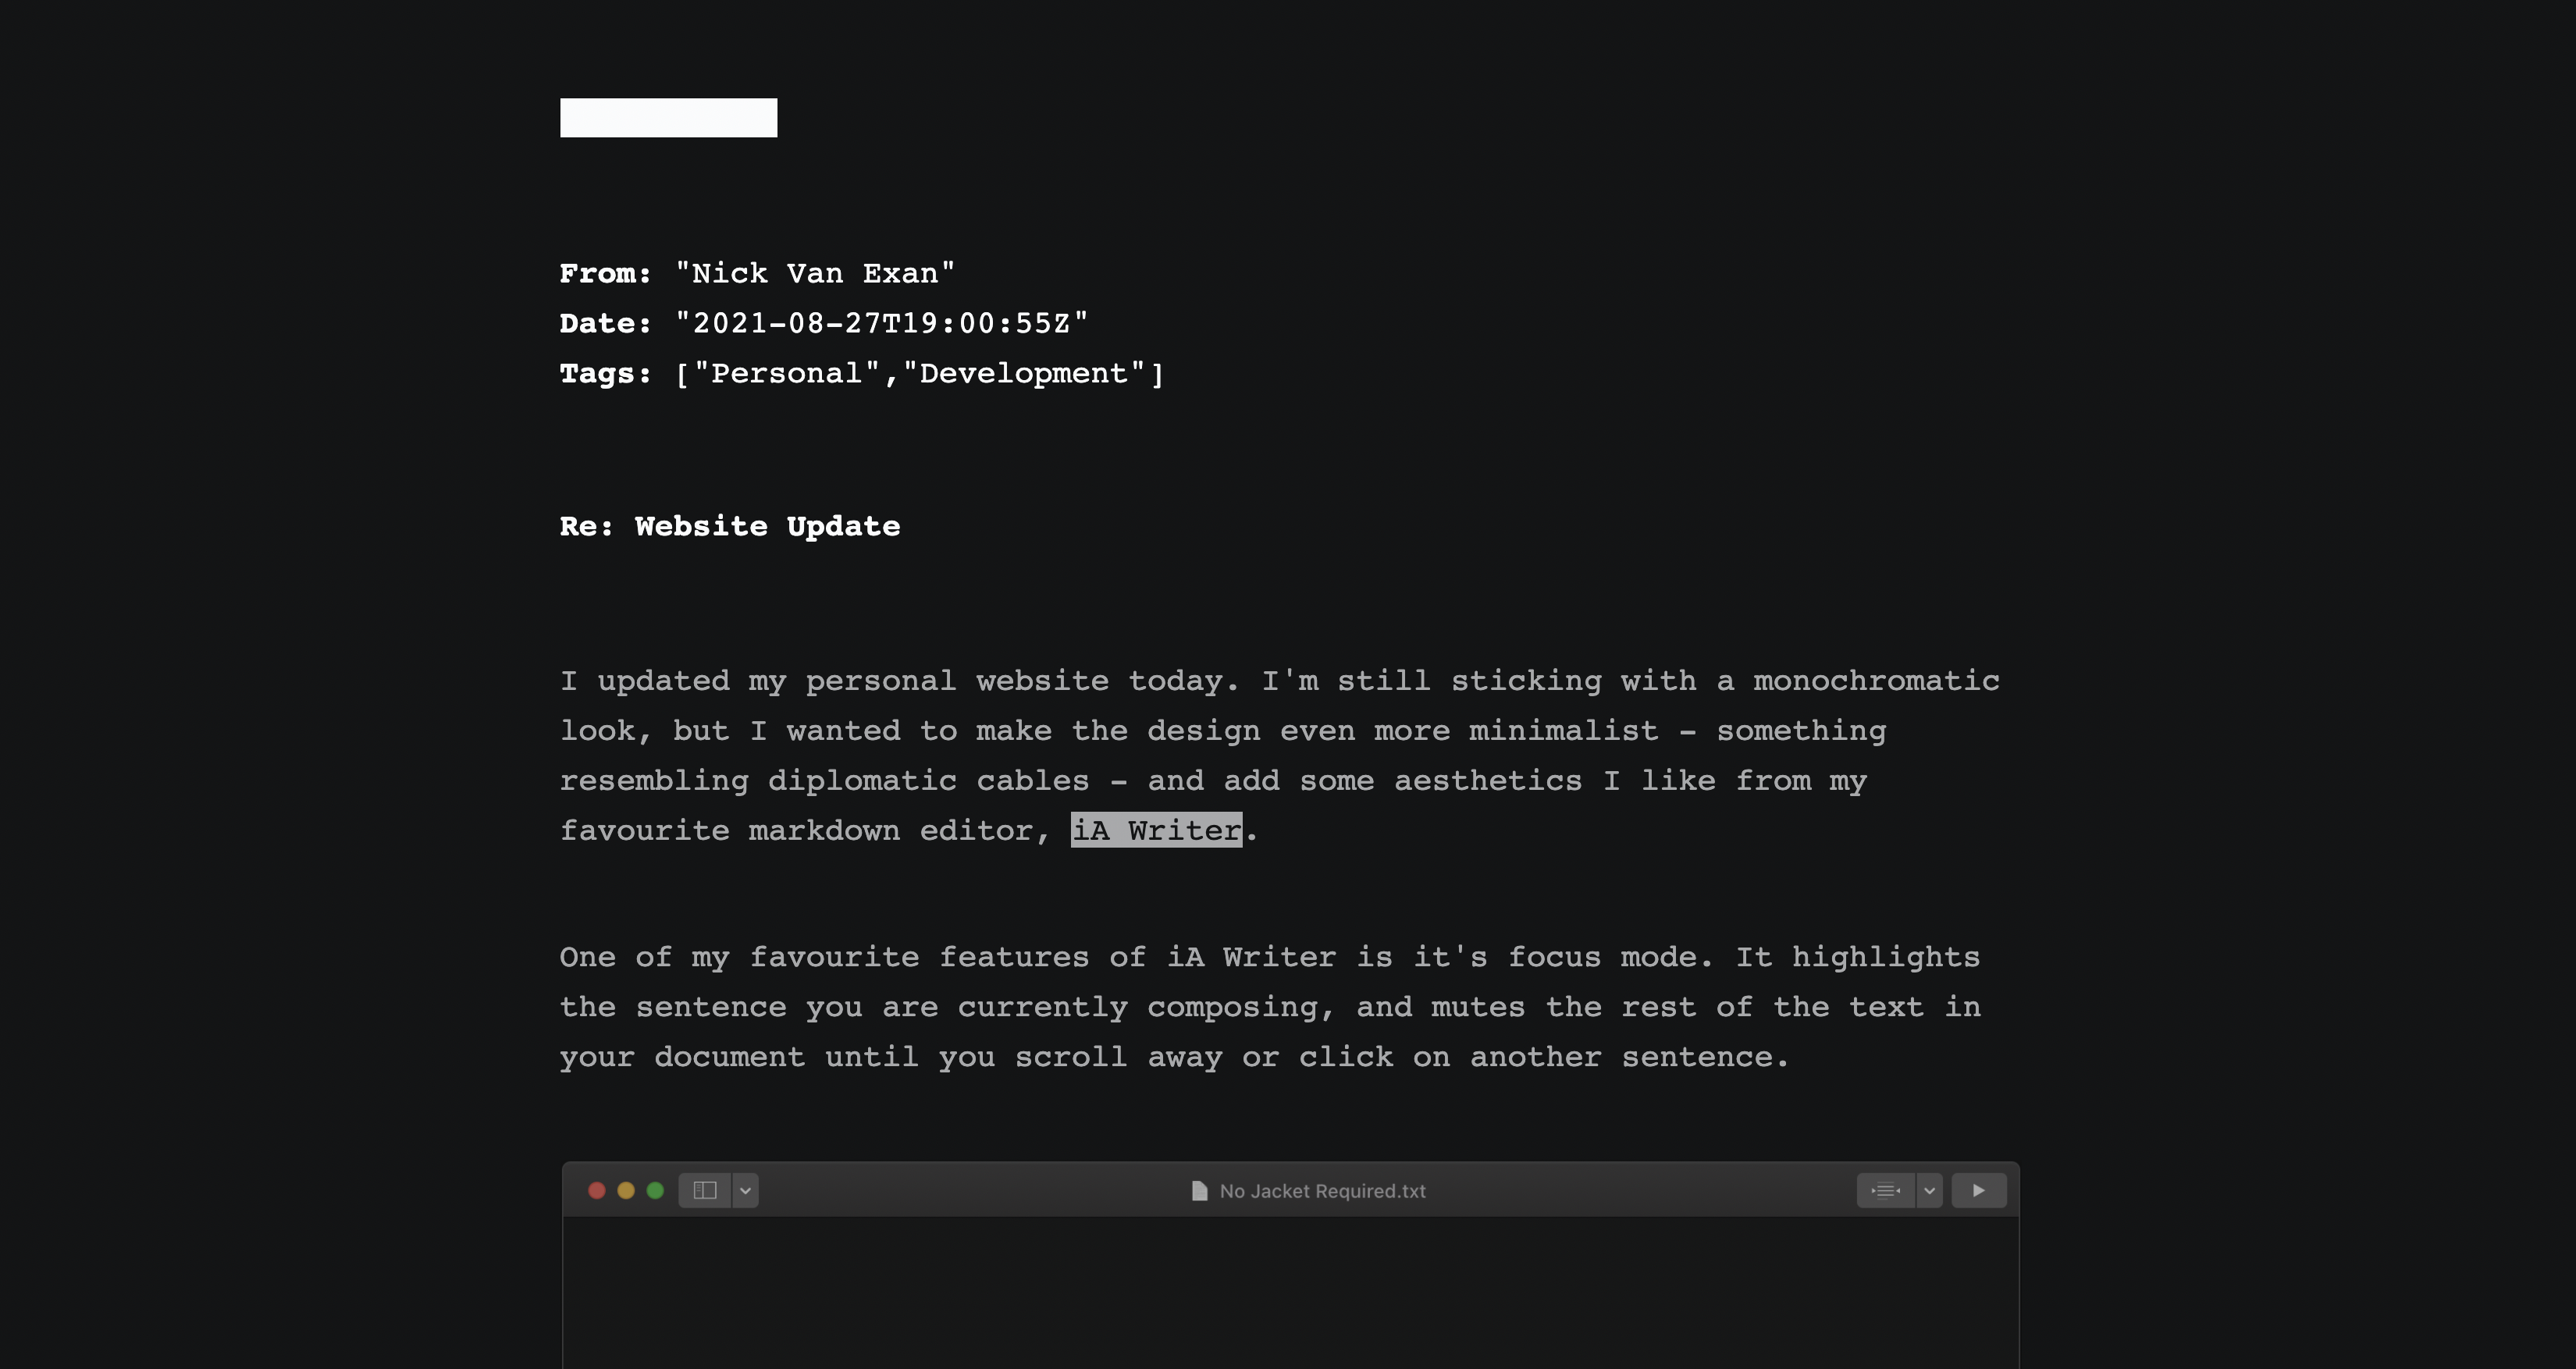 From: "Nick Van Exan"
Date: "2021-08-27T19:00:55Z"
Tags: ["Personal","Development"]
Re: Website Update
I updated my personal website today. I'm still sticking with a monochromatic
look, but I wanted to make the design even more minimalist – something
resembling diplomatic cables – and add some aesthetics I like from my
favourite markdown editor, iA Writer.
One of my favourite features of iA Writer is it's focus mode. It highlights
the sentence you are currently composing, and mutes the rest of the text in
your document until you scroll away or click on another sentence.
No Jacket Required.txt